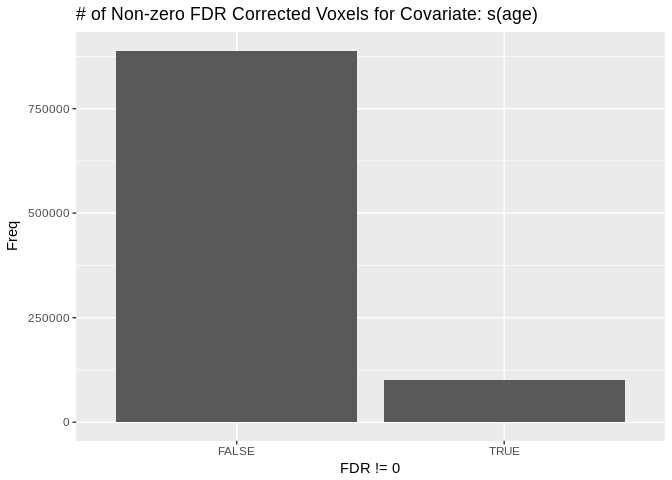 # of Non-zero FDR Corrected Voxels for Covariate: s(age)
750000
500000
250000
0
Freq
FALSE
TRUE
FDR != 0